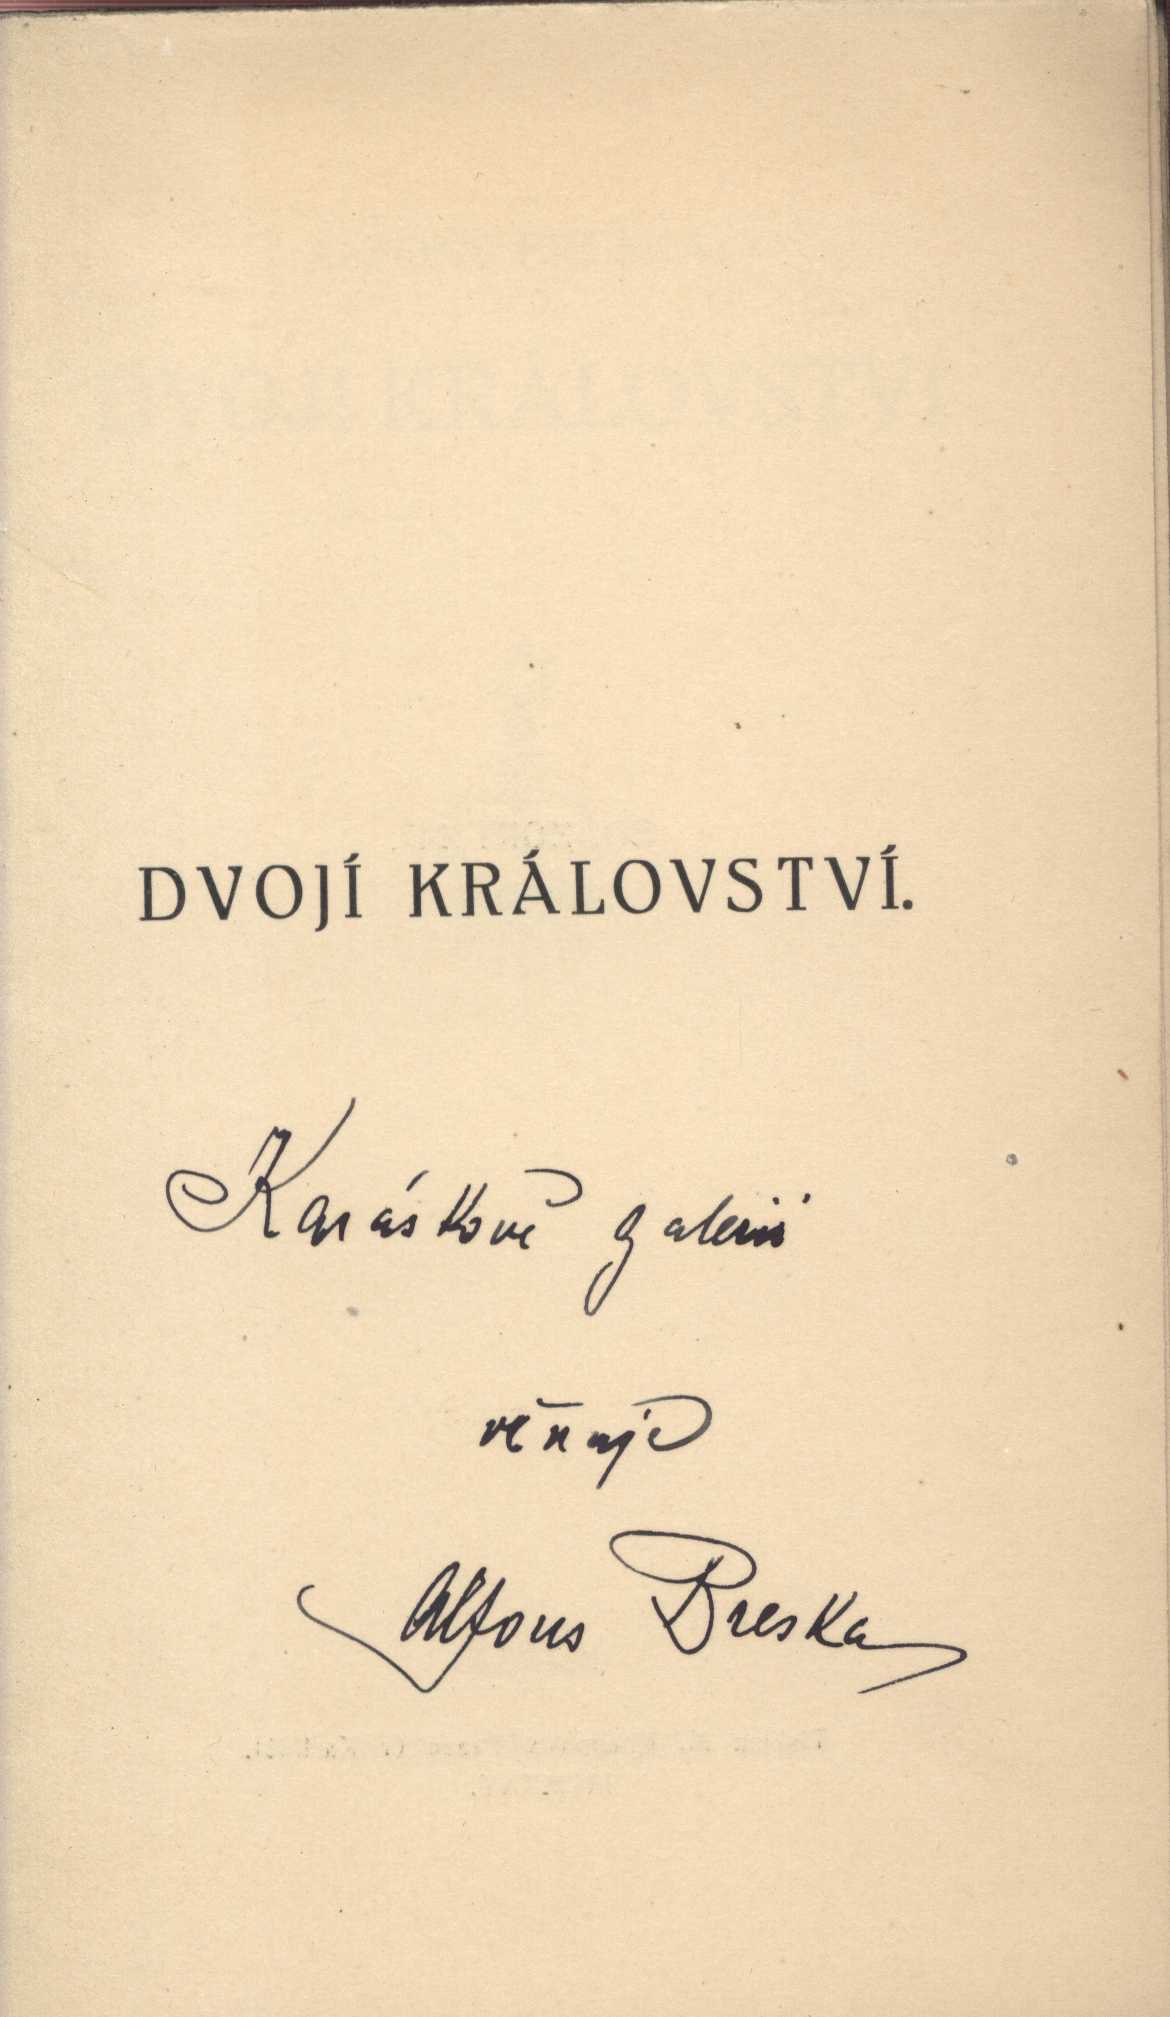 DVOJÍ KRÁLOVSTVÍ.
Karáskově galerii
věnuje
Alfons Breska